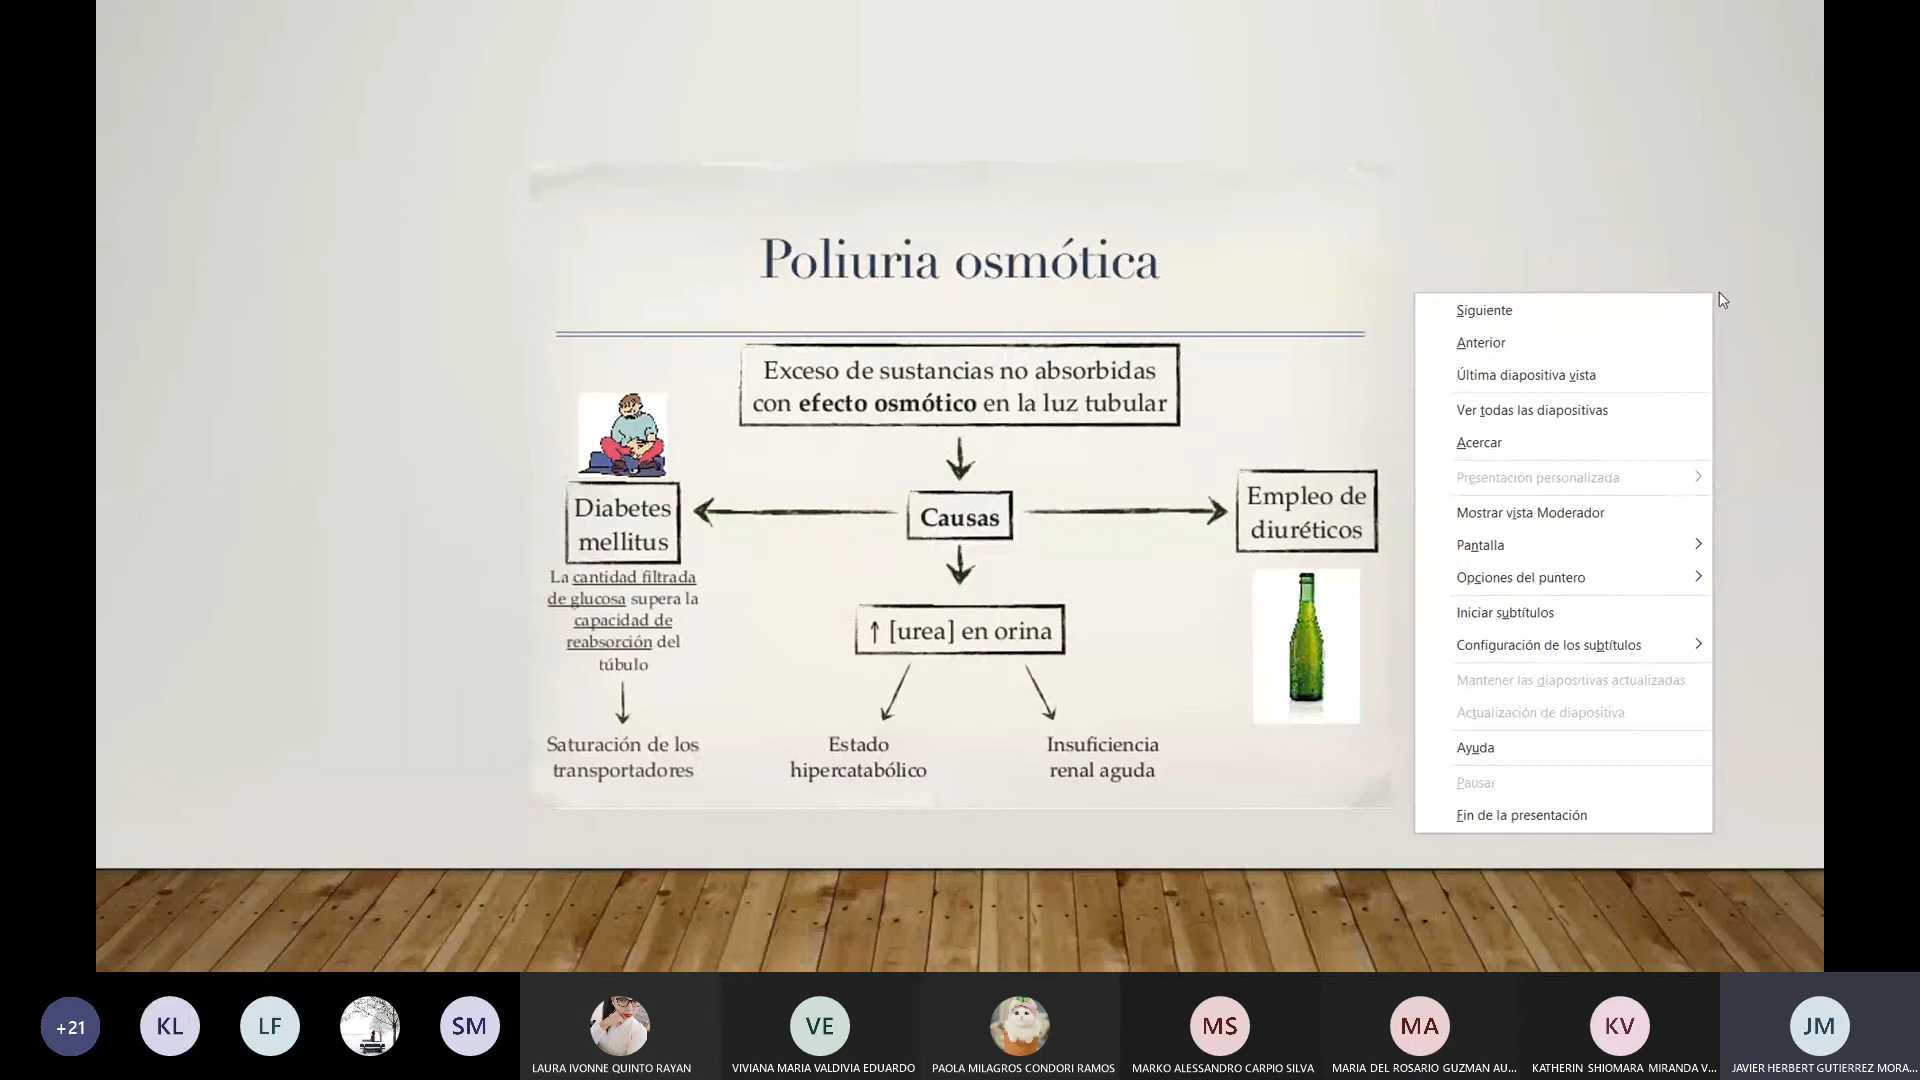 Poliuria osmótica
Exceso de sustancias no absorbidas
con efecto osmótico en la luz tubular
Diabetes
mellitus
Causas
Empleo de
diuréticos
La cantidad filtrada
de glucosa supera la
capacidad de
reabsorción del
túbulo
↑ [urea] en orina
Saturación de los
transportadores
Estado
hipercatabólico
Insuficiencia
renal aguda
Siguiente
Anterior
Última diapositiva vista
Ver todas las diapositivas
Acercar
Presentación personalizada
Mostrar vista Moderador
Pantalla
Opciones del puntero
Iniciar subtítulos
Configuración de los subtítulos
Mantener las diapositivas actualizadas
Actualización de diapositiva
Ayuda
Pausar
Fin de la presentación
+21
KL
LF
SM
VE
MS
MA
KV
JM
LAURA IVONNE QUINTO RAYAN
VIVIANA MARIA VALDIVIA EDUARDO
PAOLA MILAGROS CONDORI RAMOS
MARKO ALESSANDRO CARPIO SILVA
MARIA DEL ROSARIO GUZMAN AU...
KATHERIN SHIOMARA MIRANDA V...
JAVIER HERBERT GUTIERREZ MORA...